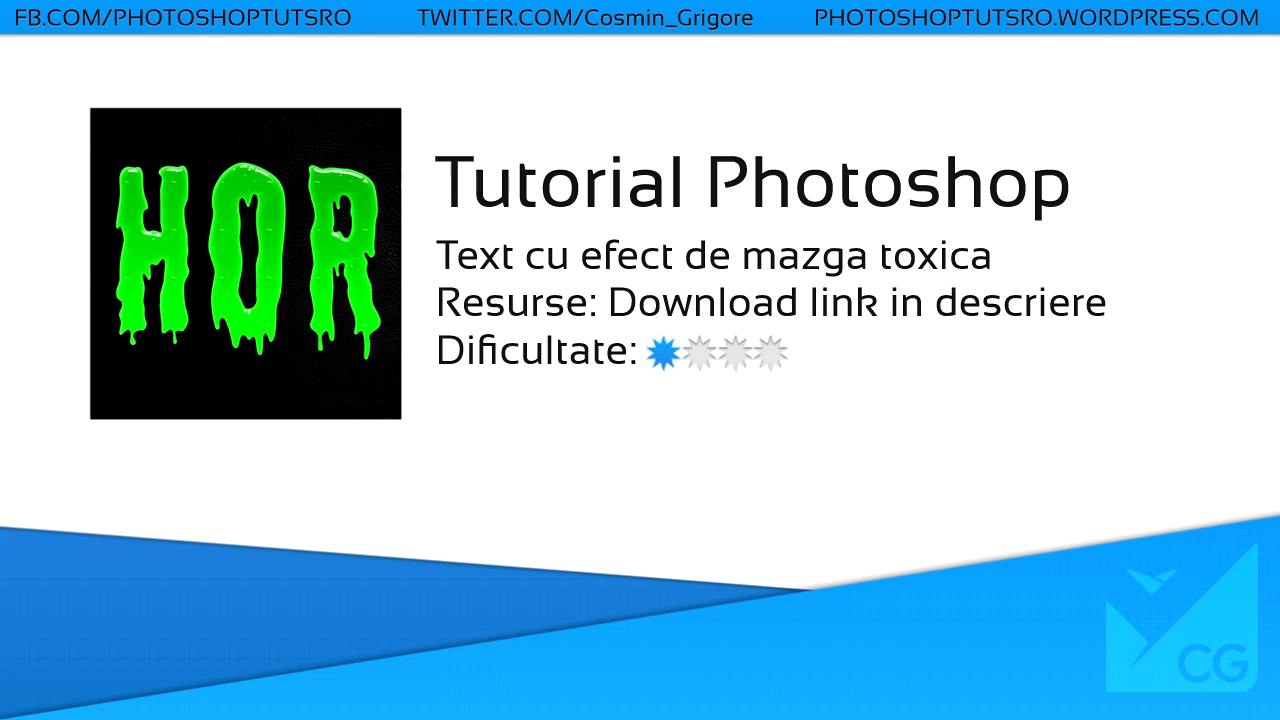 FB.COM/PHOTOSHOPTUTSRO TWITTER.COM/Cosmin_Grigore PHOTOSHOPTUTSRO.WORDPRESS.COM
HOR
Tutorial Photoshop
Text cu efect de mazga toxica
Resurse: Download link in descriere
Dificultate:
CG